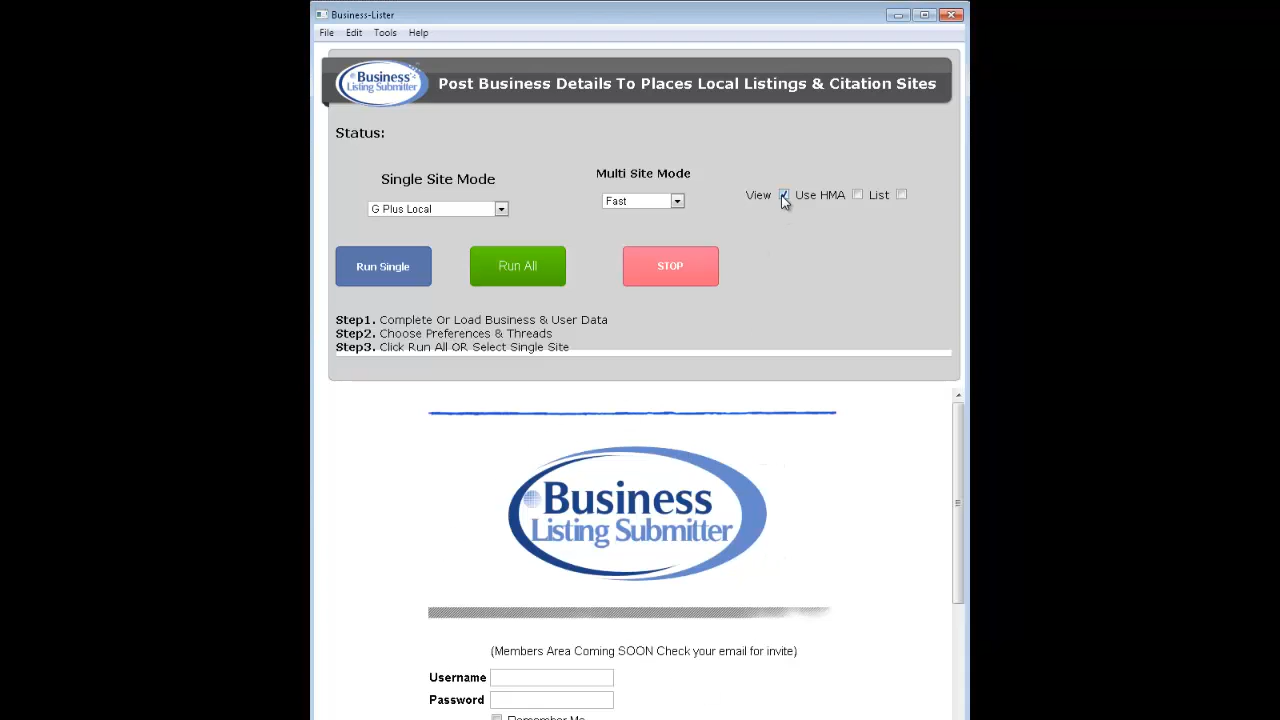 Business-Lister
File Edit Tools Help
Business
Listing Submitter
Post Business Details To Places Local Listings & Citation Sites
Status:
Single Site Mode
Multi Site Mode
G Plus Local
Fast
View Use HMA List
Run Single
Run All
STOP
Step1. Complete Or Load Business & User Data
Step2. Choose Preferences & Threads
Step3. Click Run All OR Select Single Site
Business
Listing Submitter
(Members Area Coming SOON Check your email for invite)
Username
Password
Remember Me